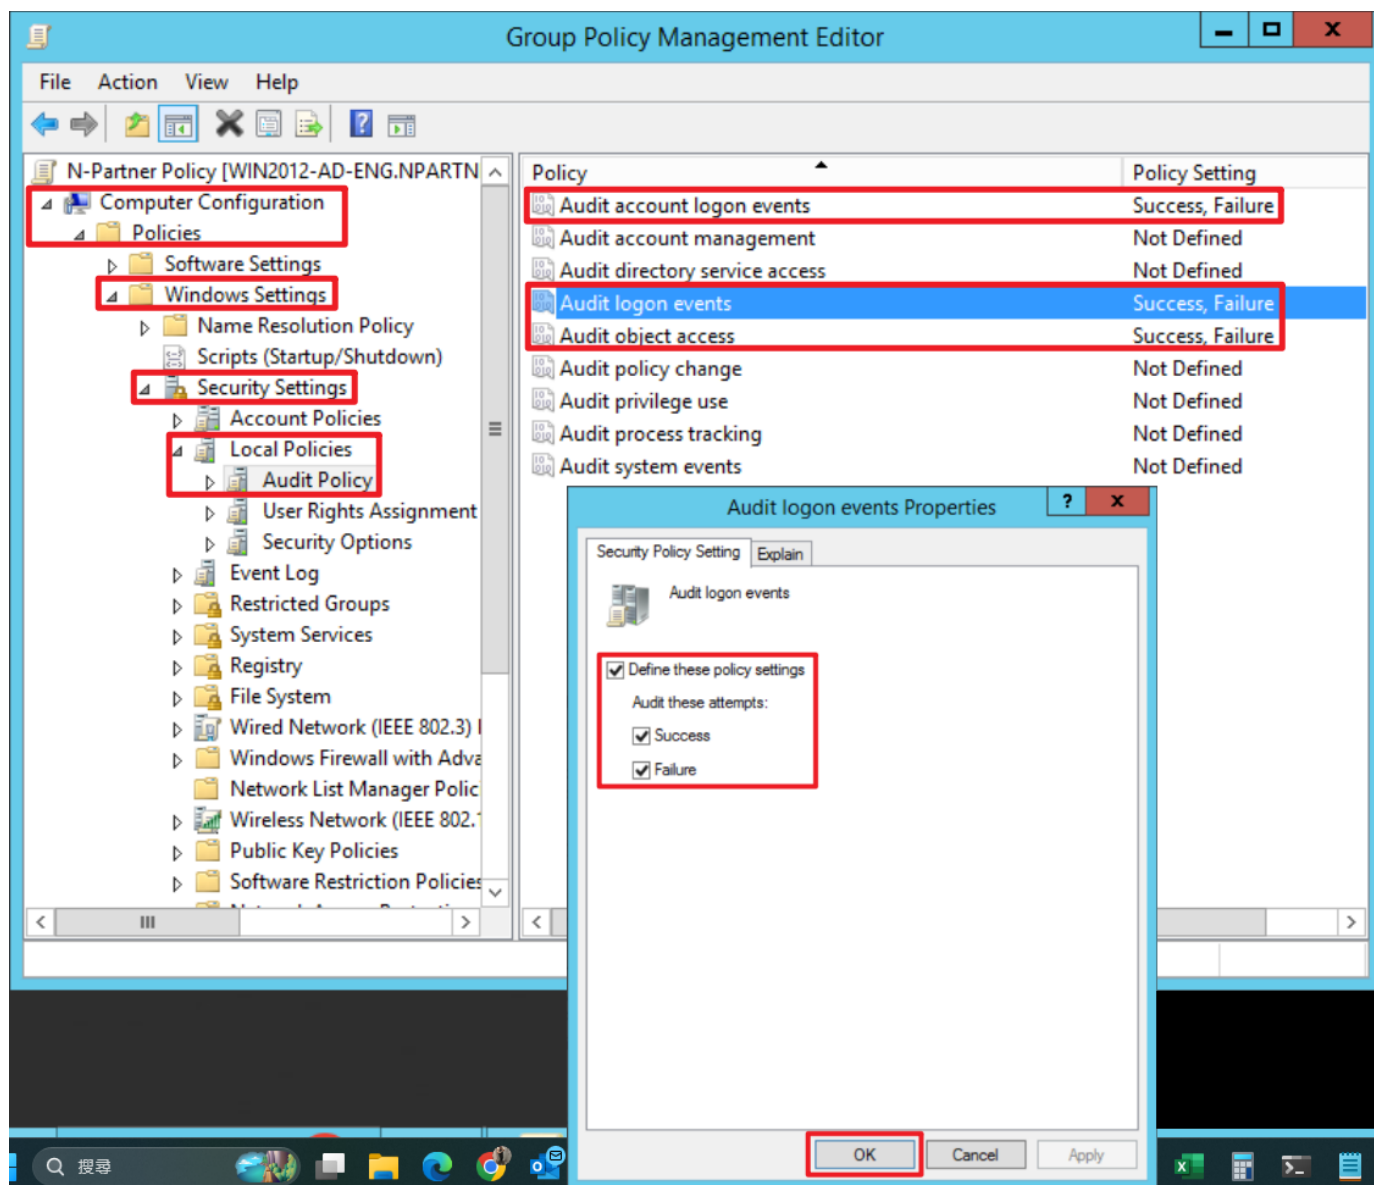 Group Policy Management Editor
File Action View Help
N-Partner Policy [WIN2012-AD-ENG.NPARTN
Computer Configuration
Policies
Software Settings
Windows Settings
Name Resolution Policy
Scripts (Startup/Shutdown)
Security Settings
Account Policies
Local Policies
Audit Policy
User Rights Assignment
Security Options
Event Log
Restricted Groups
System Services
Registry
File System
Wired Network (IEEE 802.3)
Windows Firewall with Adva
Network List Manager Polic
Wireless Network (IEEE 802.1
Public Key Policies
Software Restriction Policies
Policy Policy Setting
Audit account logon events Success, Failure
Audit account management Not Defined
Audit directory service access Not Defined
Audit logon events Success, Failure
Audit object access Success, Failure
Audit policy change Not Defined
Audit privilege use Not Defined
Audit process tracking Not Defined
Audit system events Not Defined
Audit logon events Properties
Security Policy Setting Explain
Audit logon events
Define these policy settings
Audit these attempts:
Success
Failure
OK Cancel Apply
搜尋